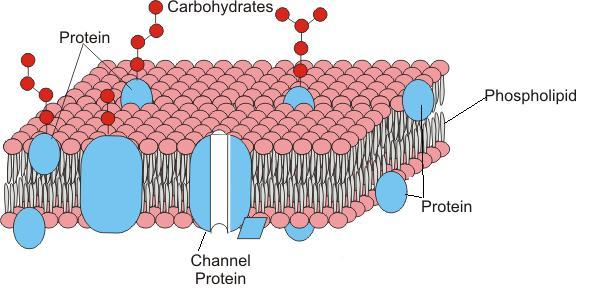 Carbohydrates
Protein
Phospholipid
Protein
Channel
Protein